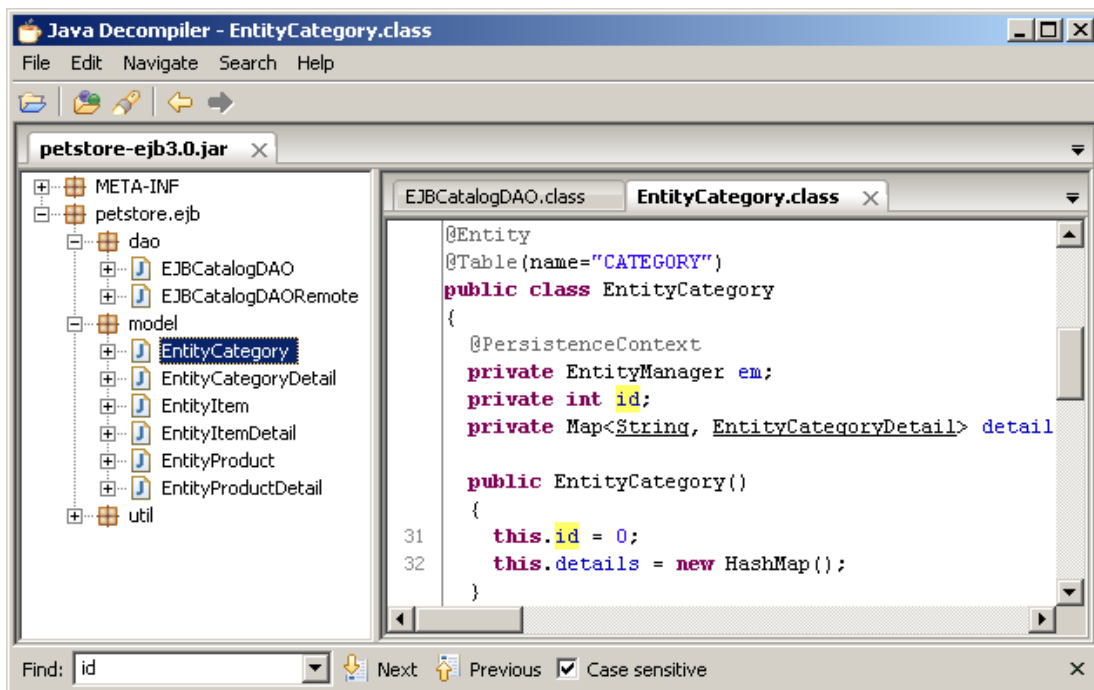 Java Decompiler - EntityCategory.class
File Edit Navigate Search Help
petstore-ejb3.0.jar
META-INF
petstore.ejb
dao
EJBCatalogDAO
EJBCatalogDAORemote
model
EntityCategory
EntityCategoryDetail
EntityItem
EntityItemDetail
EntityProduct
EntityProductDetail
util
EJBCatalogDAO.class EntityCategory.class
@Entity
@Table(name="CATEGORY")
public class EntityCategory
{
@PersistenceContext
private EntityManager em;
private int id;
private Map<String, EntityCategoryDetail> detail
public EntityCategory()
{
31 this.id = 0;
32 this.details = new HashMap();
}
Find: id Next Previous Case sensitive